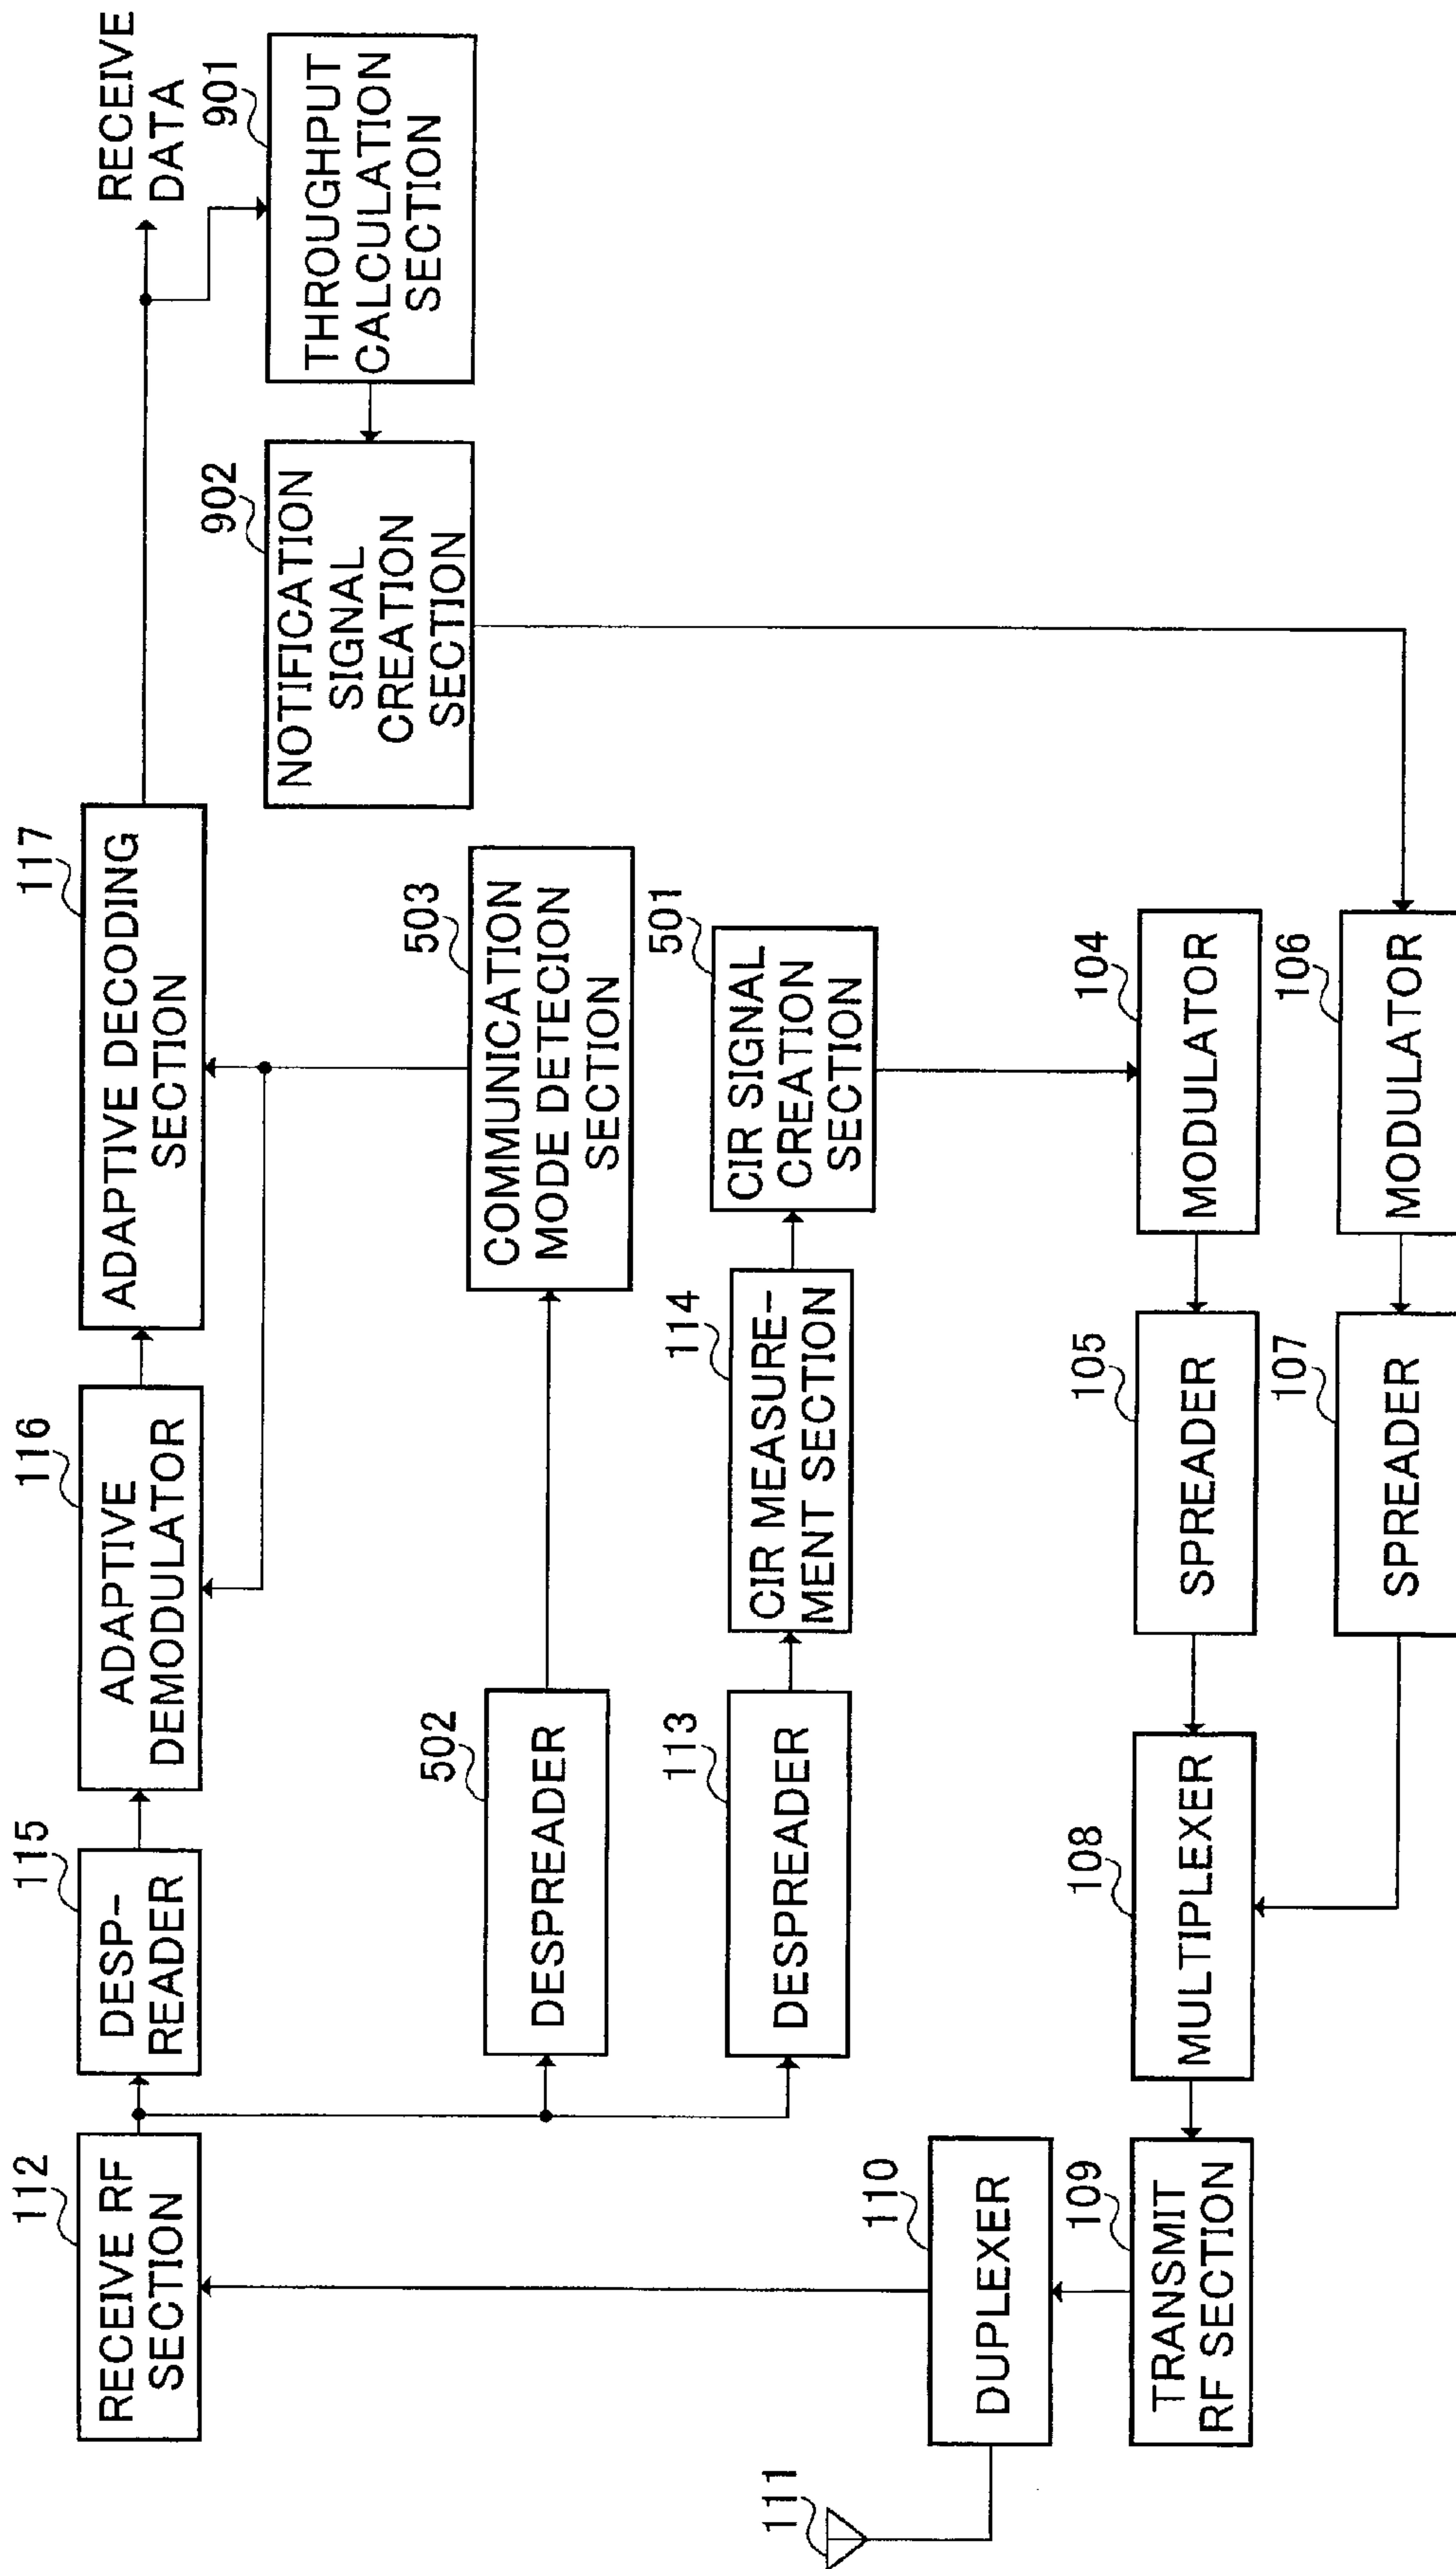 112
RECEIVE RF
SECTION
115
DESP-
READER
116
ADAPTIVE
DEMODULATOR
117
ADAPTIVE DECODING
SECTION
RECEIVE
DATA
901
THROUGHPUT
CALCULATION
SECTION
902
NOTIFICATION
SIGNAL
CREATION
SECTION
502
DESPREADER
503
COMMUNICATION
MODE DETECION
SECTION
113
DESPREADER
114
CIR MEASURE-
MENT SECTION
501
CIR SIGNAL
CREATION
SECTION
111
110
DUPLEXER
109
TRANSMIT
RF SECTION
108
MULTIPLEXER
105
SPREADER
104
MODULATOR
107
SPREADER
106
MODULATOR